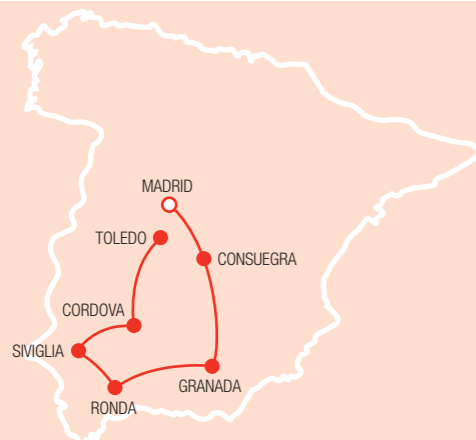 MADRID
TOLEDO
CONSUEGRA
CORDOVA
SIVIGLIA
GRANADA
RONDA